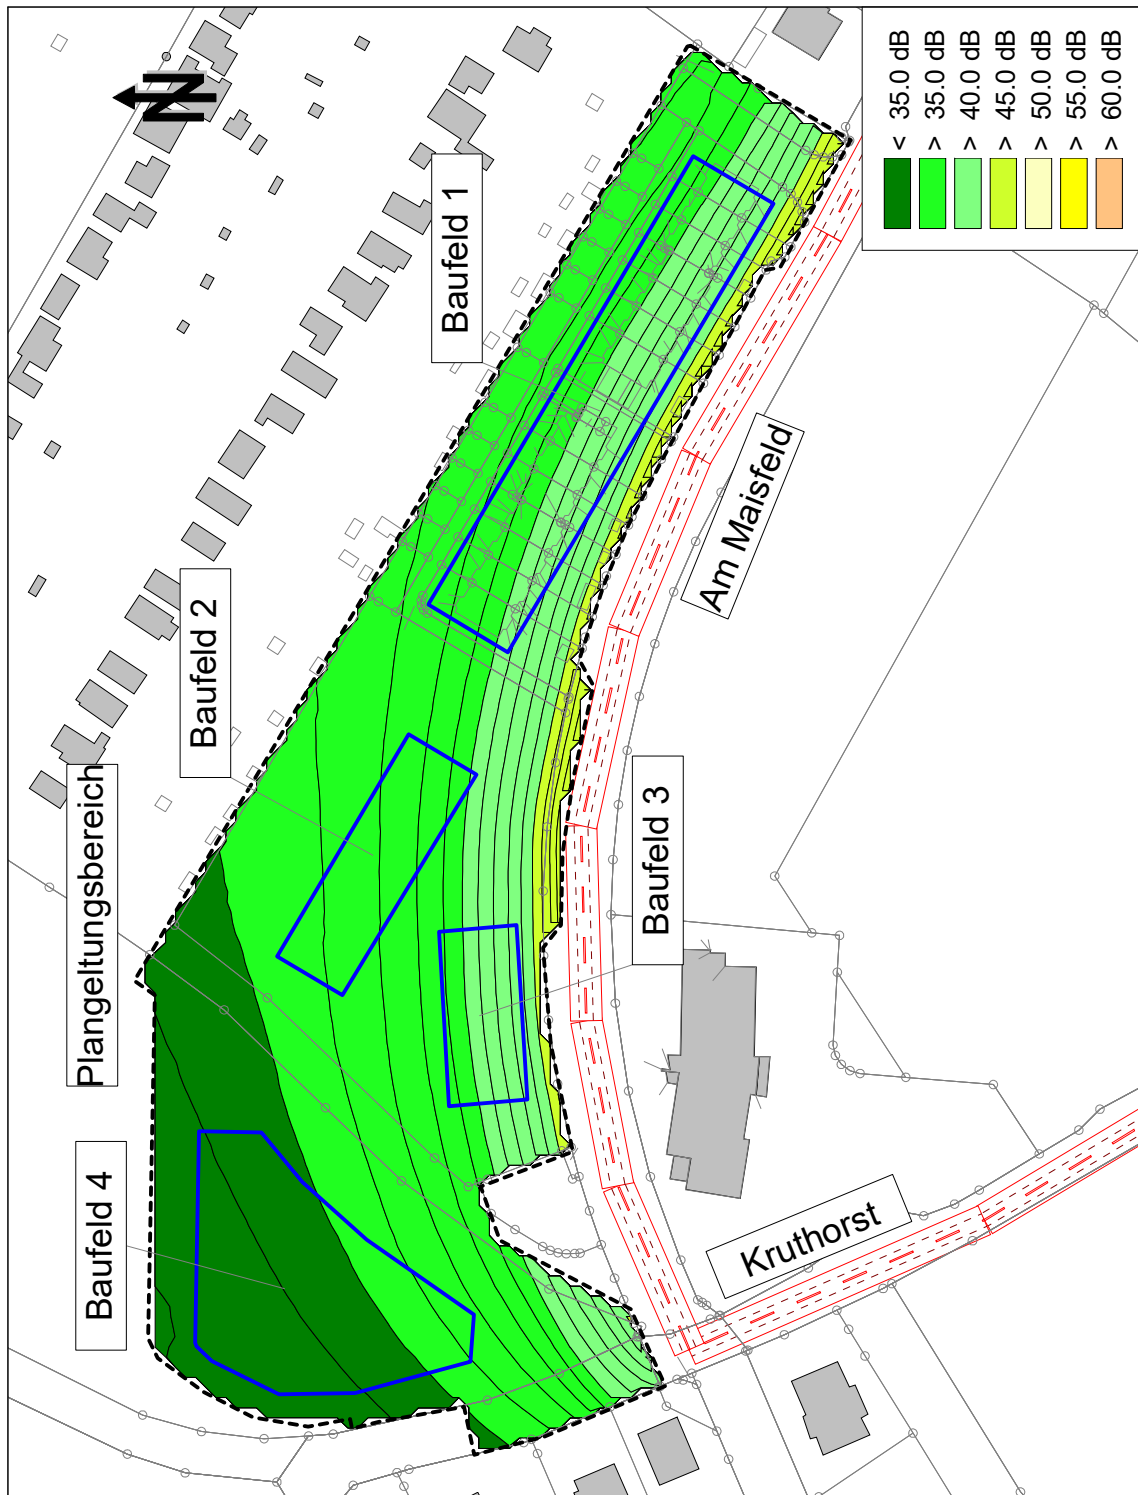 N
Plangeltungsbereich
Baufeld 4
Baufeld 2
Baufeld 1
Baufeld 3
Am Maisfeld
Kruthorst
< 35.0 dB
> 35.0 dB
> 40.0 dB
> 45.0 dB
> 50.0 dB
> 55.0 dB
> 60.0 dB